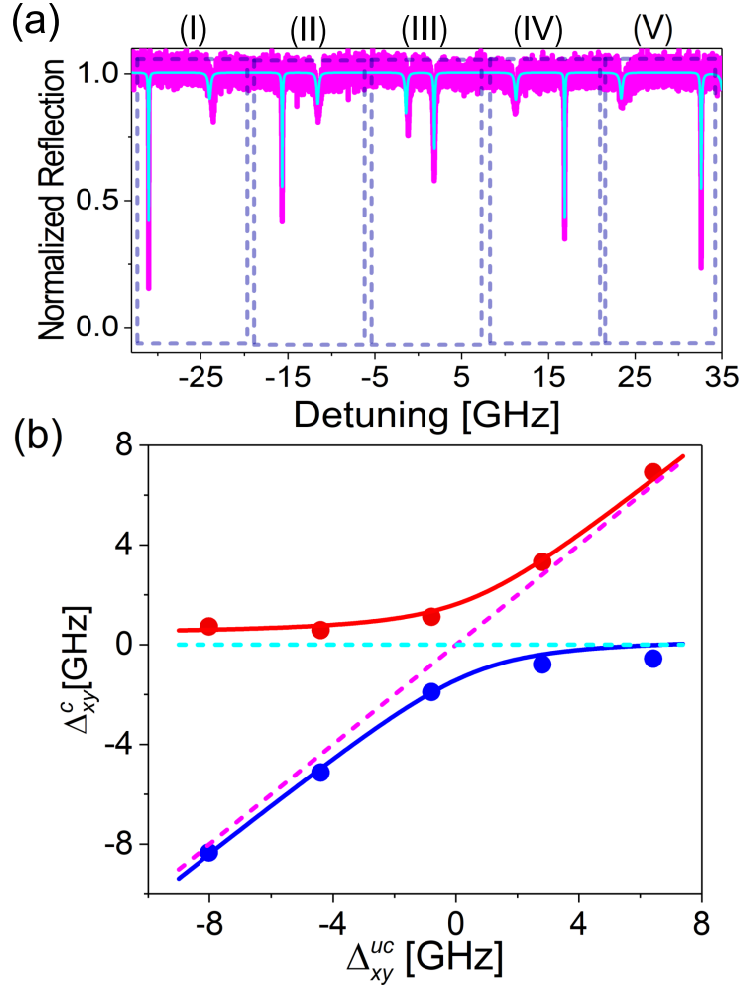 (a)
(I) (II) (III) (IV) (V)
Normalized Reflection
1.0
0.5
0.0
-25 -15 -5 5 15 25 35
Detuning [GHz]
(b)
Δ^c_xy[GHz]
8
4
0
-4
-8
-8 -4 0 4 8
Δ^uc_xy [GHz]